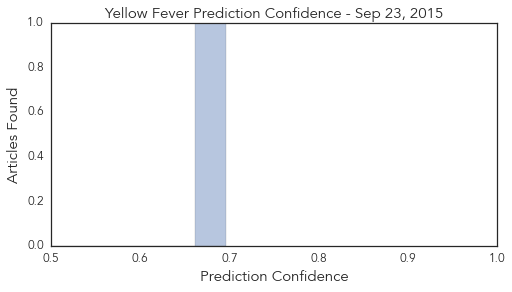 Yellow Fever Prediction Confidence - Sep 23, 2015
Articles Found
1.0
0.8
0.6
0.4
0.2
0.0
0.5 0.6 0.7 0.8 0.9 1.0
Prediction Confidence